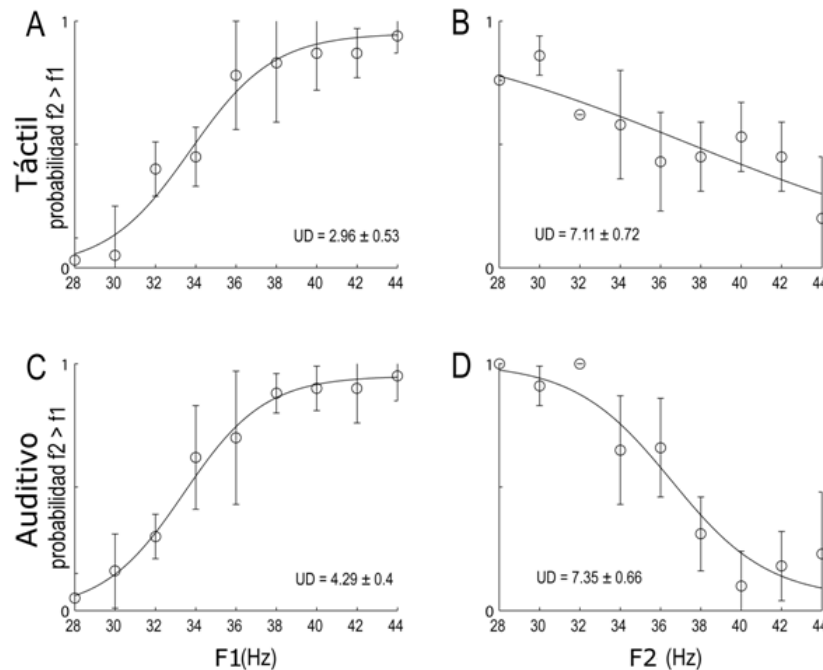 A
B
Táctil
probabilidad f2 > f1
1
0
UD = 2.96 ± 0.53
28 30 32 34 36 38 40 42 44
1
0
UD = 7.11 ± 0.72
28 30 32 34 36 38 40 42 44
C
D
Auditivo
probabilidad f2 > f1
1
0
UD = 4.29 ± 0.4
28 30 32 34 36 38 40 42 44
F1(Hz)
1
0
UD = 7.35 ± 0.66
28 30 32 34 36 38 40 42 44
F2 (Hz)